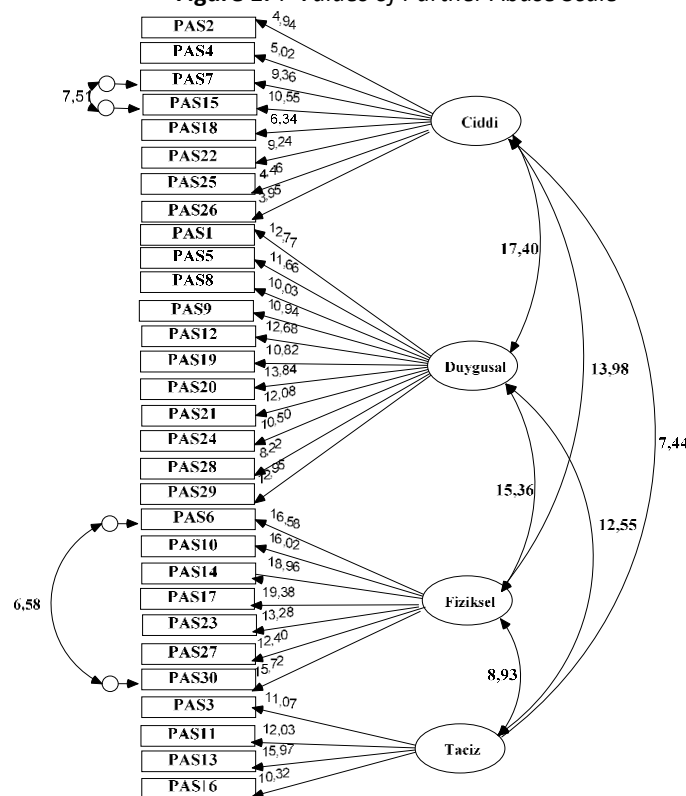 Values of Partner Abuse Scale
PAS2
4,94
PAS4
5,02
PAS7
9,36
7,51
PAS15
10,55
PAS18
6,34
Ciddi
PAS22
9,24
PAS25
4,46
PAS26
3,95
PAS1
12,77
PAS5
11,66
17,40
PAS8
10,03
PAS9
10,94
PAS12
12,68
PAS19
10,82
Duygusal
13,98
PAS20
13,84
PAS21
12,08
PAS24
10,50
7,44
PAS28
8,22
PAS29
12,95
15,36
PAS6
16,58
12,55
PAS10
16,02
PAS14
18,96
PAS17
19,38
Fiziksel
6,58
PAS23
13,28
PAS27
12,40
PAS30
15,72
8,93
PAS3
11,07
PAS11
12,03
Taciz
PAS13
15,97
PAS16
10,32